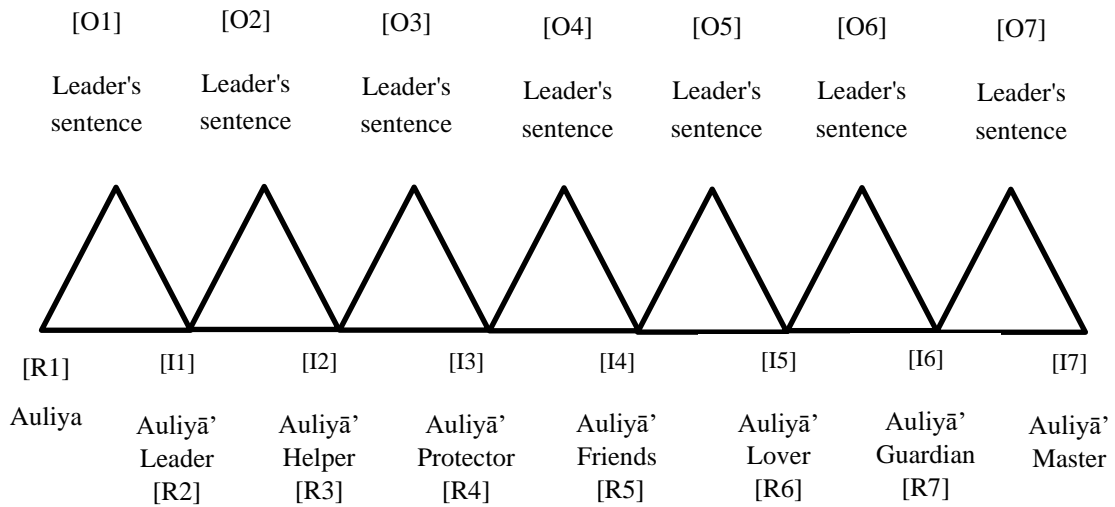 [O1] [O2] [O3] [O4] [O5] [O6] [O7]
Leader's Leader's Leader's Leader's Leader's Leader's Leader's
sentence sentence sentence sentence sentence sentence sentence
[R1] [I1] [I2] [I3] [I4] [I5] [I6] [I7]
Auliya Auliyā’ Auliyā’ Auliyā’ Auliyā’ Auliyā’ Auliyā’ Auliyā’
Leader Helper Protector Friends Lover Guardian Master
[R2] [R3] [R4] [R5] [R6] [R7]